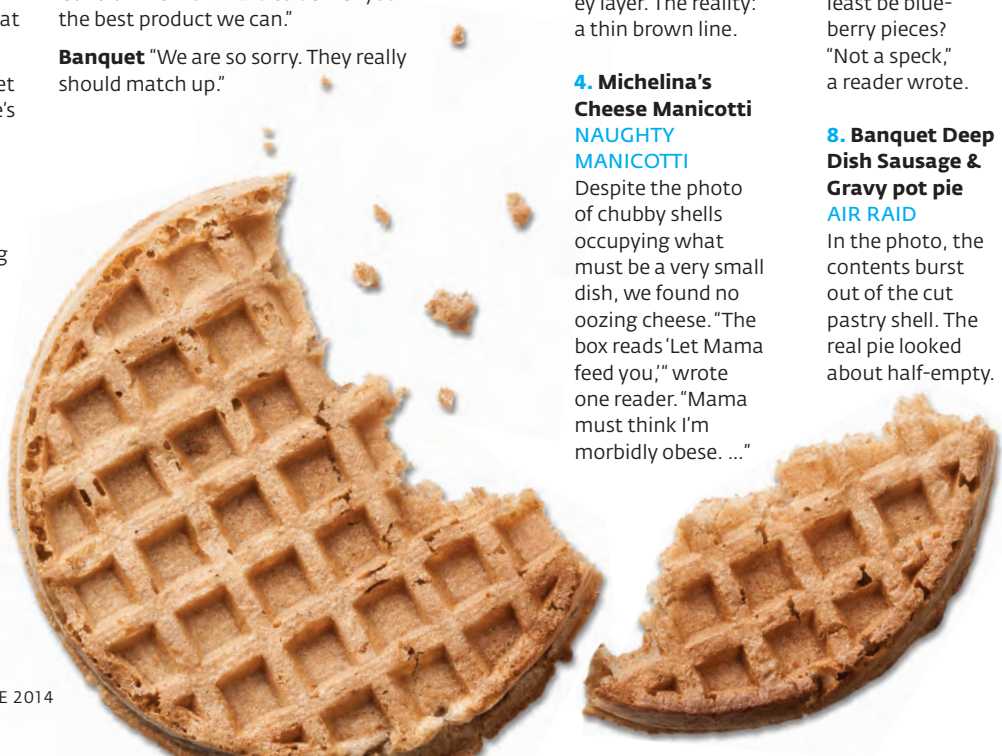 at
et
e's
g
the best product we can.”
Banquet “We are so sorry. They really
should match up.”
E 2014
ey layer. The reality:
a thin brown line.
4. Michelina's
Cheese Manicotti
NAUGHTY
MANICOTTI
Despite the photo
of chubby shells
occupying what
must be a very small
dish, we found no
oozing cheese. “The
box reads ‘Let Mama
feed you,’“ wrote
one reader. “Mama
must think I'm
morbidly obese. ...”
least be blue-
berry pieces?
“Not a speck,”
a reader wrote.
8. Banquet Deep
Dish Sausage &
Gravy pot pie
AIR RAID
In the photo, the
contents burst
out of the cut
pastry shell. The
real pie looked
about half-empty.